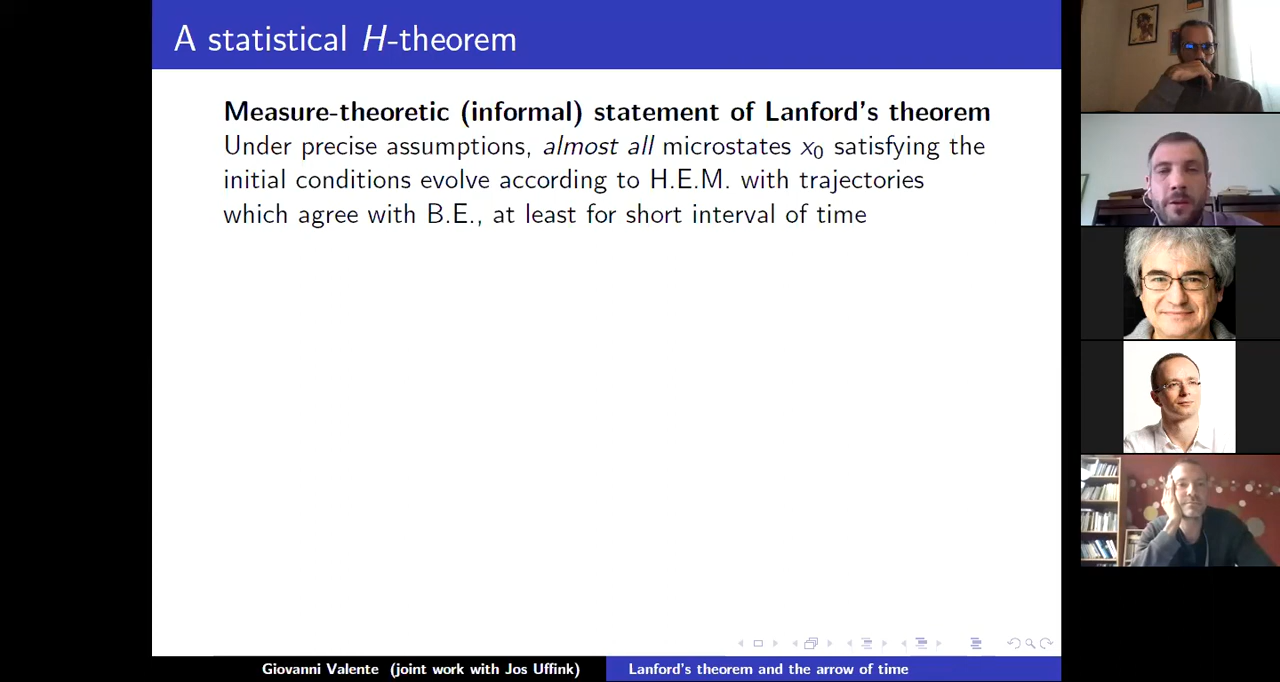 A statistical H-theorem
Measure-theoretic (informal) statement of Lanford's theorem
Under precise assumptions, almost all microstates x₀ satisfying the
initial conditions evolve according to H.E.M. with trajectories
which agree with B.E., at least for short interval of time
Giovanni Valente (joint work with Jos Uffink)
Lanford's theorem and the arrow of time